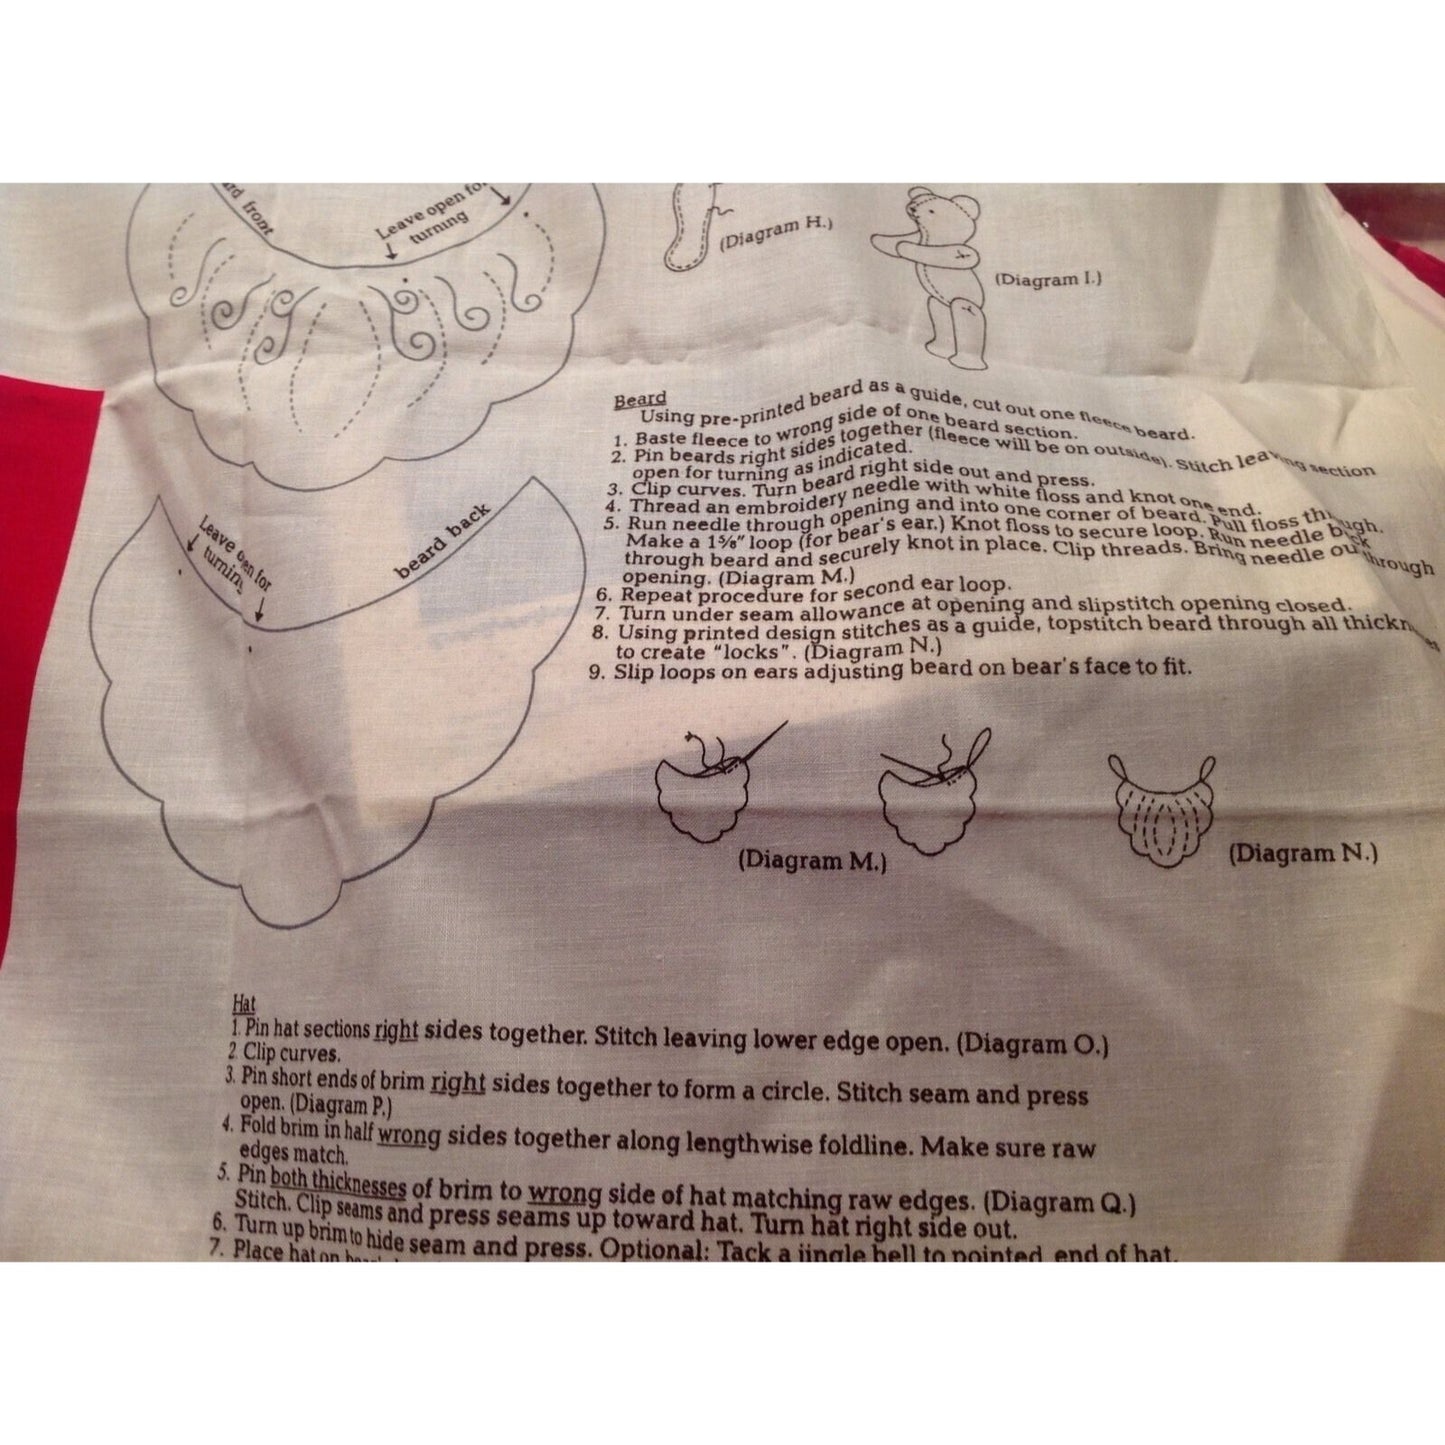 front
Leave open
turning
(Diagram H.)
(Diagram I.)
Beard
Using pre-printed beard as a guide, cut out one fleece beard.
1. Baste fleece to wrong side of one beard section.
2. Pin beards right sides together (fleece will be on outside). Stitch leaving section
open for turning as indicated.
3. Clip curves. Turn beard right side out and press.
4. Thread an embroidery needle with white floss and knot one end.
5. Run needle through opening and into one corner of beard. Pull floss through.
Make a 1⅝" loop (for bear's ear.) Knot floss to secure loop. Run needle back
through beard and securely knot in place. Clip threads. Bring needle out through
opening. (Diagram M.)
6. Repeat procedure for second ear loop.
7. Turn under seam allowance at opening and slipstitch opening closed.
8. Using printed design stitches as a guide, topstitch beard through all
to create "locks". (Diagram N.)
9. Slip loops on ears adjusting beard on bear's face to fit.
Leave open for
turning
beard back
(Diagram M.)
(Diagram N.)
Hat
1. Pin hat sections right sides together. Stitch leaving lower edge open. (Diagram O.)
2. Clip curves.
3. Pin short ends of brim right sides together to form a circle. Stitch seam and press
open. (Diagram P.)
4. Fold brim in half wrong sides together along lengthwise foldline. Make sure raw
edges match.
5. Pin both thicknesses of brim to wrong side of hat matching raw edges. (Diagram Q.)
Stitch. Clip seams and press seams up toward hat. Turn hat right side out.
6. Turn up brim to hide seam and press. Optional: Tack a jingle bell to pointed end of hat.
7. Place hat on